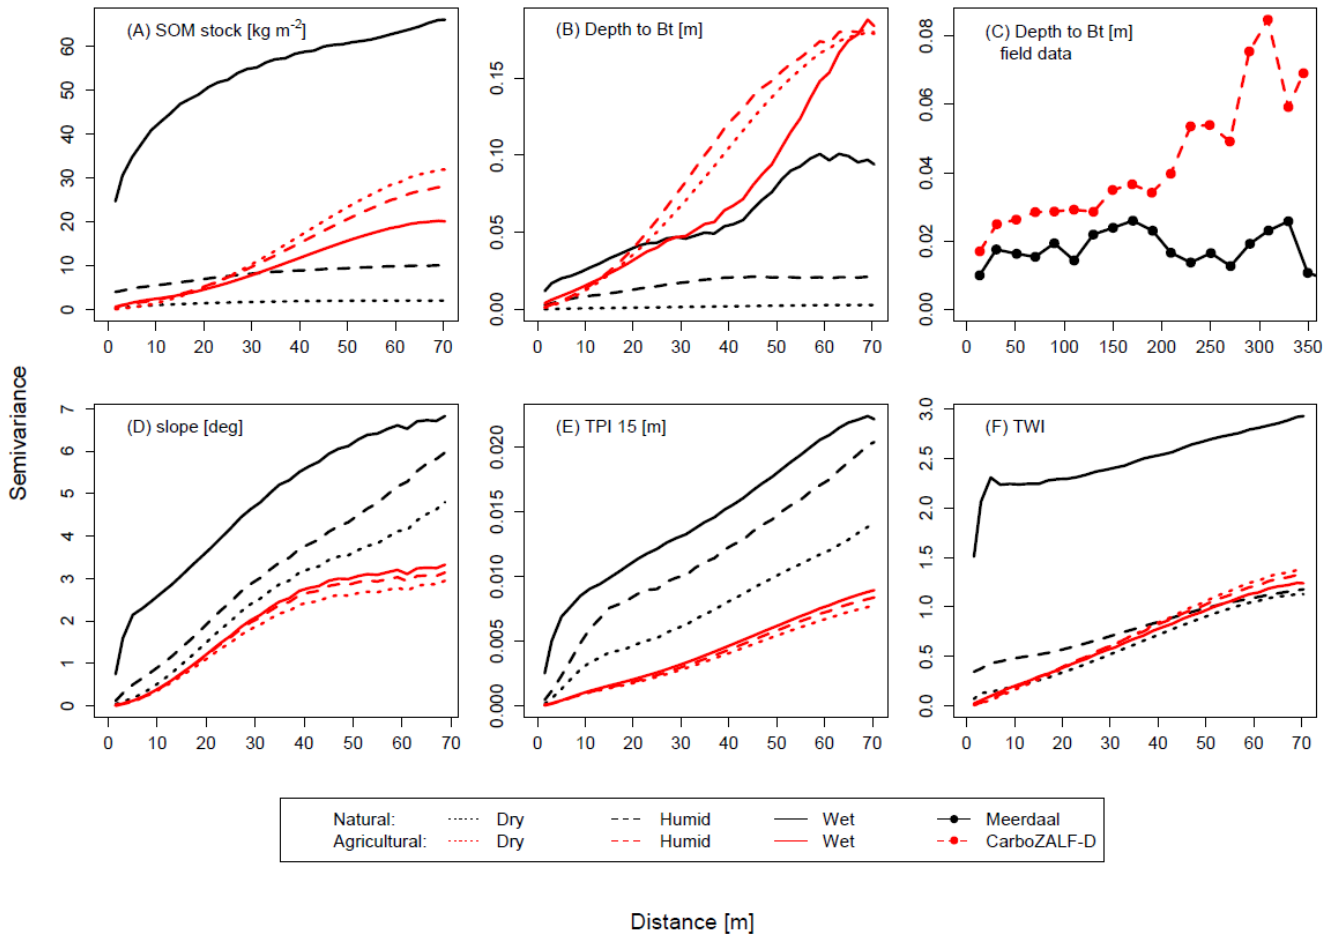 (A) SOM stock [kg m⁻²]
0 10 20 30 40 50 60
0 10 20 30 40 50 60 70
(B) Depth to Bt [m]
0.00 0.05 0.10 0.15
0 10 20 30 40 50 60 70
(C) Depth to Bt [m]
field data
0.00 0.02 0.04 0.06 0.08
0 50 100 150 200 250 300 350
Semivariance
(D) slope [deg]
0 1 2 3 4 5 6 7
0 10 20 30 40 50 60 70
(E) TPI 15 [m]
0.000 0.005 0.010 0.015 0.020
0 10 20 30 40 50 60 70
(F) TWI
0.0 0.5 1.0 1.5 2.0 2.5 3.0
0 10 20 30 40 50 60 70
Natural: Dry Humid Wet Meerdaal
Agricultural: Dry Humid Wet CarboZALF-D
Distance [m]